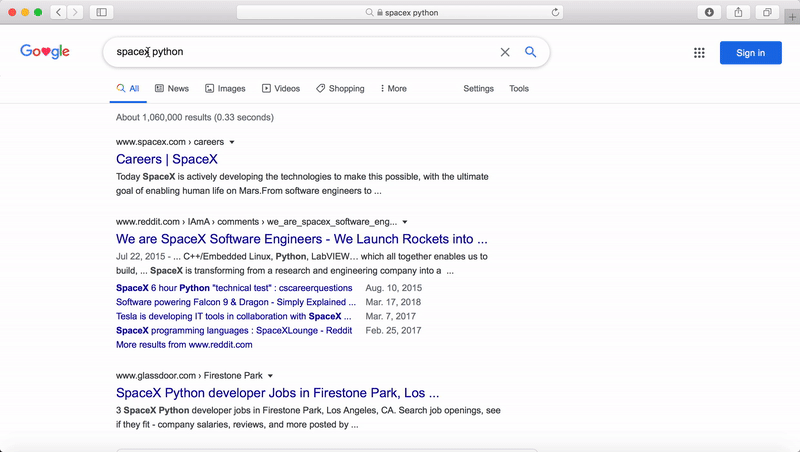 spacex python
Google
spacex python
Sign in
All News Images Videos Shopping More Settings Tools
About 1,060,000 results (0.33 seconds)
www.spacex.com › careers
Careers | SpaceX
Today SpaceX is actively developing the technologies to make this possible, with the ultimate
goal of enabling human life on Mars.From software engineers to ...
www.reddit.com › IAmA › comments › we_are_spacex_software_eng...
We are SpaceX Software Engineers - We Launch Rockets into ...
Jul 22, 2015 - ... C++/Embedded Linux, Python, LabVIEW… which all together enables us to
build, ... SpaceX is transforming from a research and engineering company into a ...
SpaceX 6 hour Python "technical test" : cscareerquestions Aug. 10, 2015
Software powering Falcon 9 & Dragon - Simply Explained ... Mar. 17, 2018
Tesla is developing IT tools in collaboration with SpaceX ... Mar. 7, 2017
SpaceX programming languages : SpaceXLounge - Reddit Feb. 25, 2017
More results from www.reddit.com
www.glassdoor.com › Firestone Park
SpaceX Python developer Jobs in Firestone Park, Los ...
3 SpaceX Python developer jobs in Firestone Park, Los Angeles, CA. Search job openings, see
if they fit - company salaries, reviews, and more posted by ...